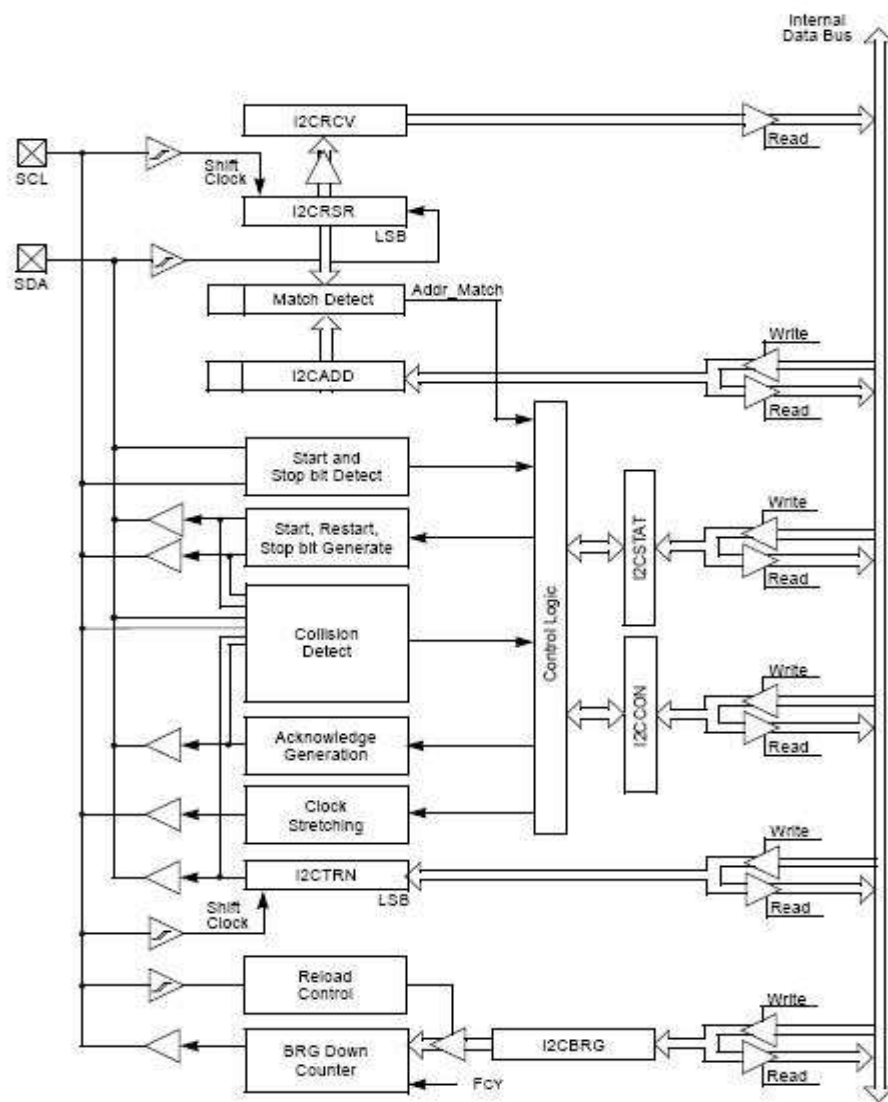 Internal
Data Bus
I2CRCV
Read
SCL
Shift
Clock
I2CRSR
LSB
SDA
Match Detect
Addr_Match
Write
I2CADD
Read
Start and
Stop bit Detect
Write
Start, Restart,
Stop bit Generate
I2CSTAT
Read
Control Logic
Collision
Detect
Write
I2CCON
Read
Acknowledge
Generation
Clock
Stretching
Write
I2CTRN
LSB
Read
Shift
Clock
Reload
Control
Write
BRG Down
Counter
I2CBRG
Read
FCY